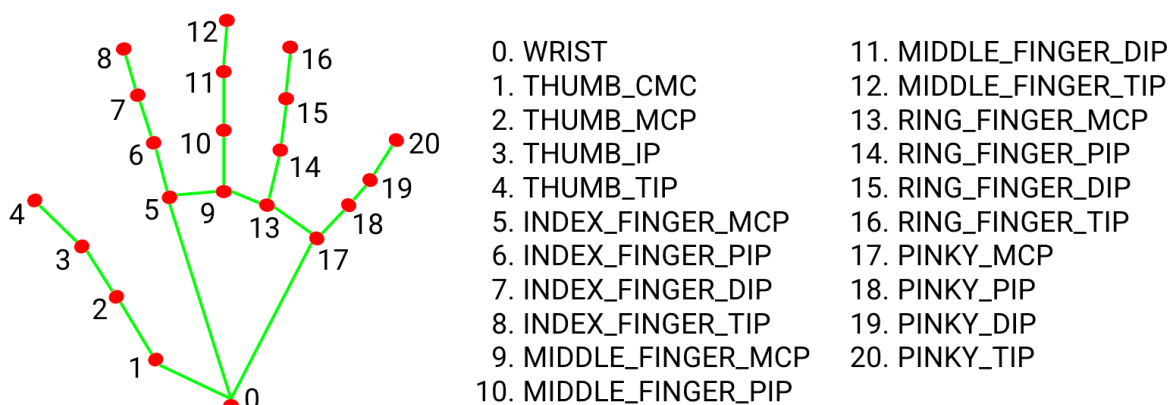 12
8
16
11
7
15
10
6
20
14
19
4
5
9
18
13
3
17
2
1
0
0. WRIST
1. THUMB_CMC
2. THUMB_MCP
3. THUMB_IP
4. THUMB_TIP
5. INDEX_FINGER_MCP
6. INDEX_FINGER_PIP
7. INDEX_FINGER_DIP
8. INDEX_FINGER_TIP
9. MIDDLE_FINGER_MCP
10. MIDDLE_FINGER_PIP
11. MIDDLE_FINGER_DIP
12. MIDDLE_FINGER_TIP
13. RING_FINGER_MCP
14. RING_FINGER_PIP
15. RING_FINGER_DIP
16. RING_FINGER_TIP
17. PINKY_MCP
18. PINKY_PIP
19. PINKY_DIP
20. PINKY_TIP